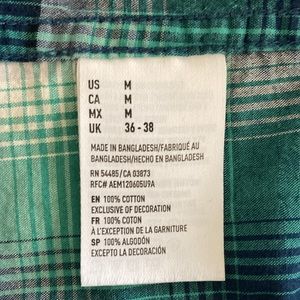 US M
CA M
MX M
UK 36 - 38
MADE IN BANGLADESH/FABRIQUÉ AU
BANGLADESH/HECHO EN BANGLADESH
RN 54485/CA 03873
RFC# AEM120605U9A
EN 100% COTTON
EXCLUSIVE OF DECORATION
FR 100% COTON
À L'EXCEPTION DE LA GARNITURE
SP 100% ALGODÓN
EXCEPTO LA DECORACIÓN